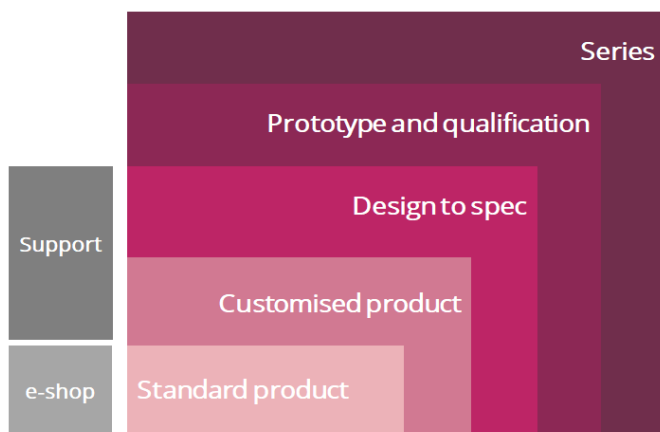 Series
Prototype and qualification
Design to spec
Support
Customised product
e-shop
Standard product